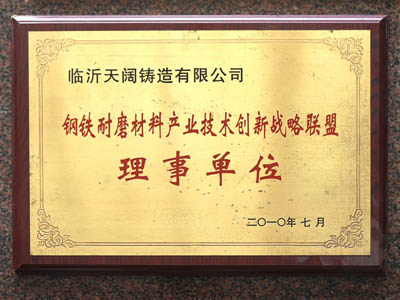 临沂天阔铸造有限公司
钢铁耐磨材料产业技术创新战略联盟
理事单位
二〇一〇年七月